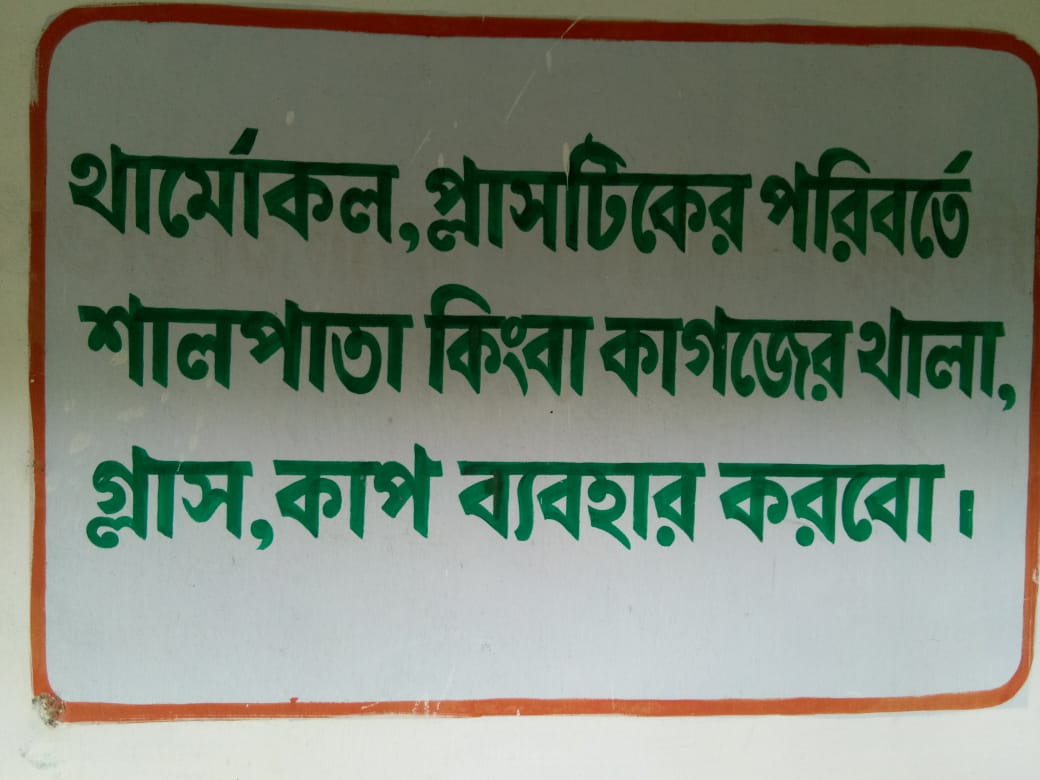 থার্মোকল, প্লাসটিকের পরিবর্তে
শালপাতা কিংবা কাগজের থালা,
গ্লাস, কাপ ব্যবহার করবো।